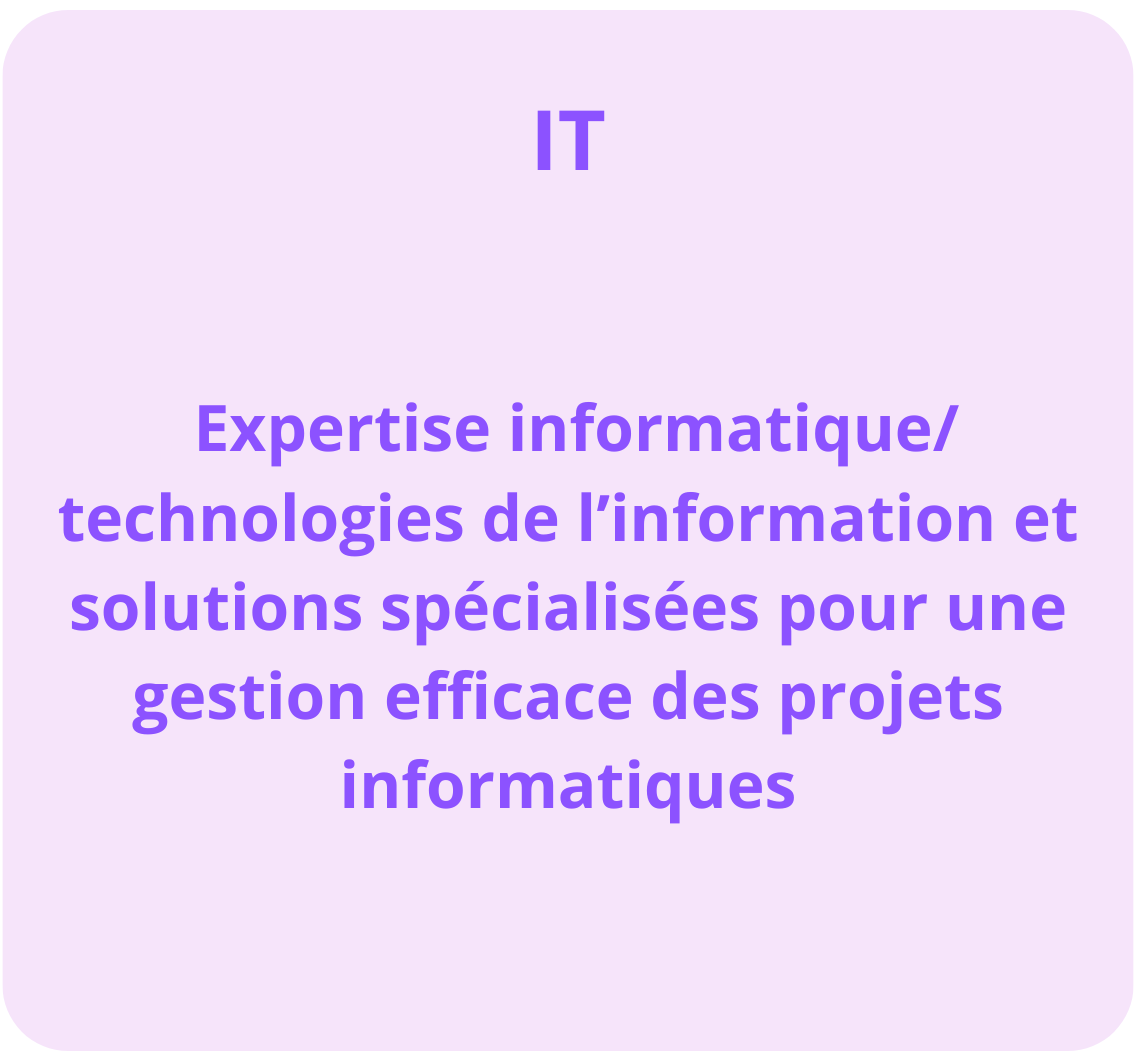 IT
Expertise informatique/
technologies de l’information et
solutions spécialisées pour une
gestion efficace des projets
informatiques